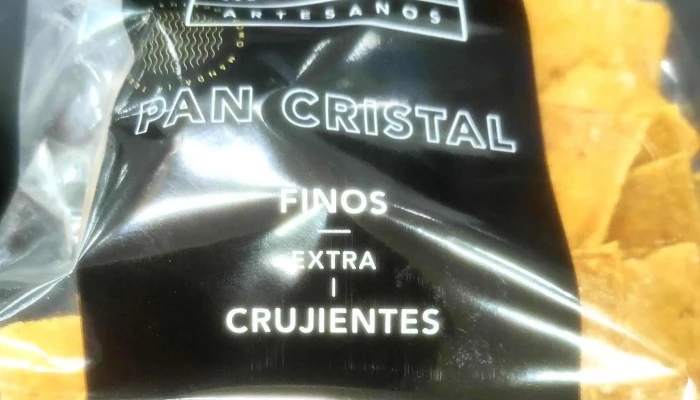 ARTESANOS
PAN CRISTAL
FINOS
EXTRA
I
CRUJIENTES